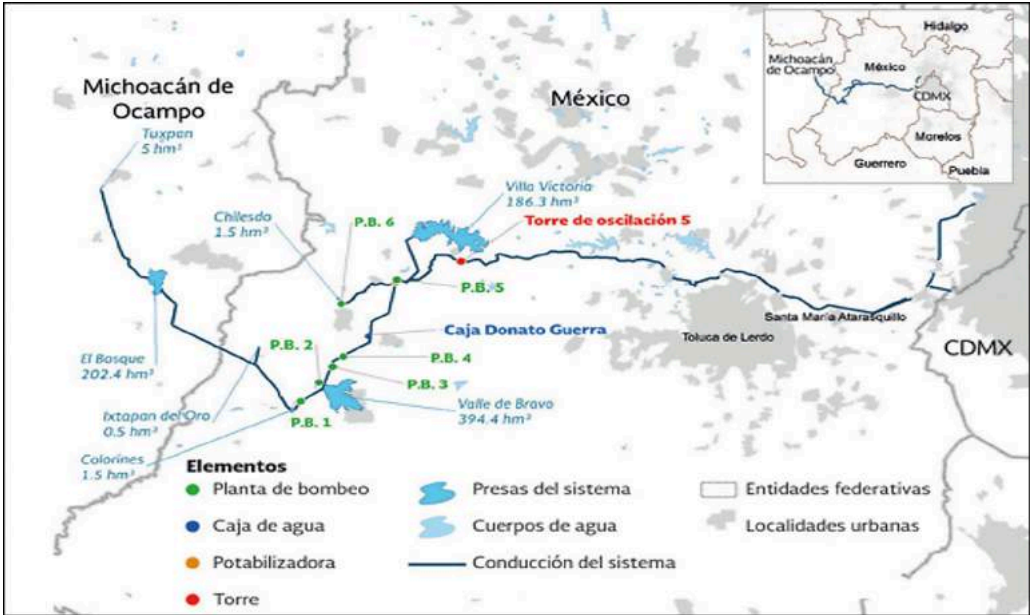 Michoacán de
Ocampo
Tuxpan
5 hm³
México
Hidalgo
Michoacán
de Ocampo
México
CDMX
Morelos
Guerrero
Puebla
Chilesdo
1.5 hm³
P.B. 6
Villa Victoria
186.3 hm³
Torre de oscilación 5
P.B. 5
Caja Donato Guerra
Santa María Atarasquillo
Toluca de Lerdo
CDMX
P.B. 2
P.B. 4
P.B. 3
El Bosque
202.4 hm³
Ixtapan del Oro
0.5 hm³
P.B. 1
Valle de Bravo
394.4 hm³
Colorines
1.5 hm³
Elementos
Planta de bombeo
Caja de agua
Potabilizadora
Torre
Presas del sistema
Cuerpos de agua
Conducción del sistema
Entidades federativas
Localidades urbanas